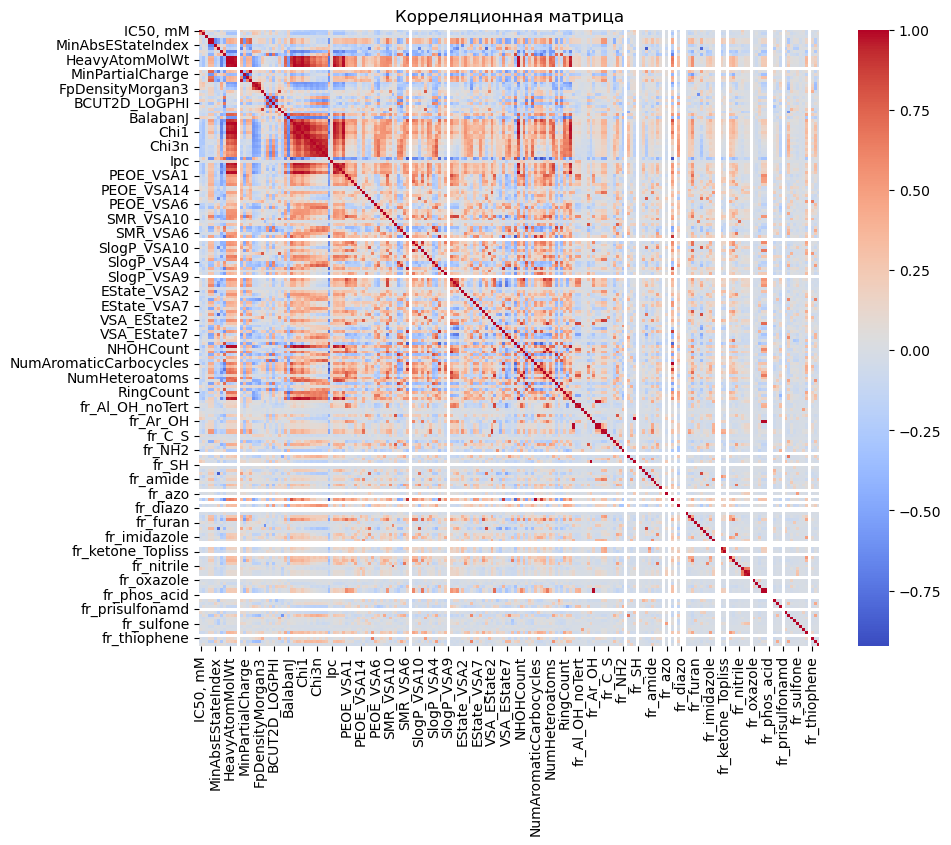 Корреляционная матрица
IC50, mM
MinAbsEStateIndex
HeavyAtomMolWt
MinPartialCharge
FpDensityMorgan3
BCUT2D_LOGPHI
BalabanJ
Chi1
Chi3n
Ipc
PEOE_VSA1
PEOE_VSA14
PEOE_VSA6
SMR_VSA10
SMR_VSA6
SlogP_VSA10
SlogP_VSA4
SlogP_VSA9
EState_VSA2
EState_VSA7
VSA_EState2
VSA_EState7
NHOHCount
NumAromaticCarbocycles
NumHeteroatoms
RingCount
fr_Al_OH_noTert
fr_Ar_OH
fr_C_S
fr_NH2
fr_SH
fr_amide
fr_azo
fr_diazo
fr_furan
fr_imidazole
fr_ketone_Topliss
fr_nitrile
fr_oxazole
fr_phos_acid
fr_prisulfonamd
fr_sulfone
fr_thiophene
IC50, mM
MinAbsEStateIndex
HeavyAtomMolWt
MinPartialCharge
FpDensityMorgan3
BCUT2D_LOGPHI
BalabanJ
Chi1
Chi3n
Ipc
PEOE_VSA1
PEOE_VSA14
PEOE_VSA6
SMR_VSA10
SMR_VSA6
SlogP_VSA10
SlogP_VSA4
SlogP_VSA9
EState_VSA2
EState_VSA7
VSA_EState2
VSA_EState7
NHOHCount
NumAromaticCarbocycles
NumHeteroatoms
RingCount
fr_Al_OH_noTert
fr_Ar_OH
fr_C_S
fr_NH2
fr_SH
fr_amide
fr_azo
fr_diazo
fr_furan
fr_imidazole
fr_ketone_Topliss
fr_nitrile
fr_oxazole
fr_phos_acid
fr_prisulfonamd
fr_sulfone
fr_thiophene
1.00
0.75
0.50
0.25
0.00
−0.25
−0.50
−0.75